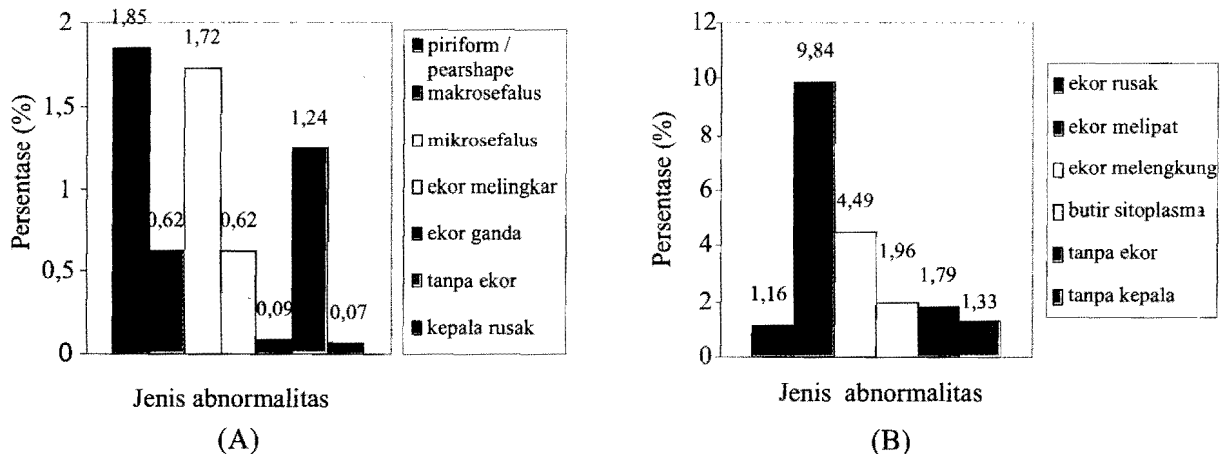 Persentase (%)
2
1,5
1
0,5
0
1,85
0,62
1,72
0,62
0,09
1,24
0,07
Jenis abnormalitas
piriform /
pearshape
makrosefalus
mikrosefalus
ekor melingkar
ekor ganda
tanpa ekor
kepala rusak
(A)
Persentase (%)
12
10
8
6
4
2
0
1,16
9,84
4,49
1,96
1,79
1,33
Jenis abnormalitas
ekor rusak
ekor melipat
ekor melengkung
butir sitoplasma
tanpa ekor
tanpa kepala
(B)